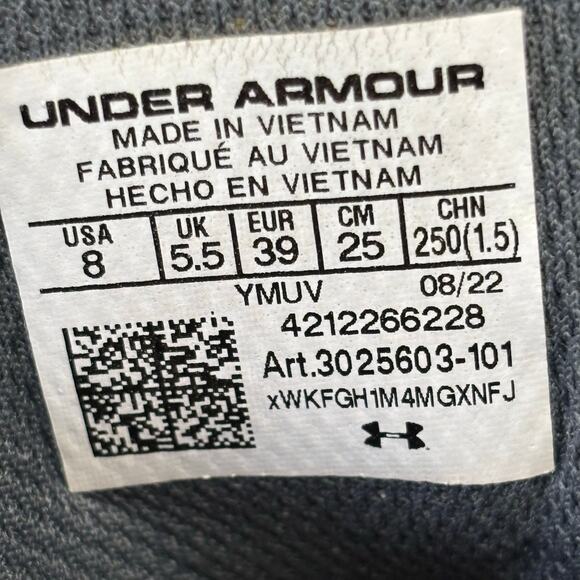 UNDER ARMOUR
MADE IN VIETNAM
FABRIQUÉ AU VIETNAM
HECHO EN VIETNAM
USA UK EUR CM CHN
8 5.5 39 25 250(1.5)
YMUV 08/22
4212266228
Art.3025603-101
xWKFGH1M4MGXNFJ